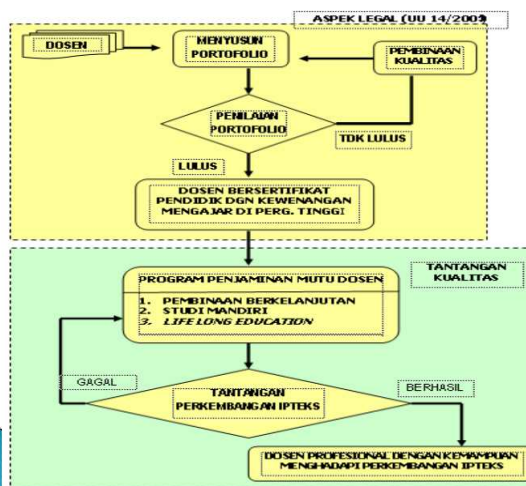 ASPEK LEGAL (UU 14/2005)
DOSEN
MENYUSUN
PORTOFOLIO
PEMBINAAN
KUALITAS
PENILAIAN
PORTOFOLIO
TDK LULUS
LULUS
DOSEN BERSERTIFIKAT
PENDIDIK DGN KEWENANGAN
MENGAJAR DI PERG. TINGGI
TANTANGAN
KUALITAS
PROGRAM PENJAMINAN MUTU DOSEN
1. PEMBINAAN BERKELANJUTAN
2. STUDI MANDIRI
3. LIFE LONG EDUCATION
GAGAL
BERHASIL
TANTANGAN
PERKEMBANGAN IPTEKS
DOSEN PROFESIONAL DENGAN KEMAMPUAN
MENGHADAPI PERKEMBANGAN IPTEKS